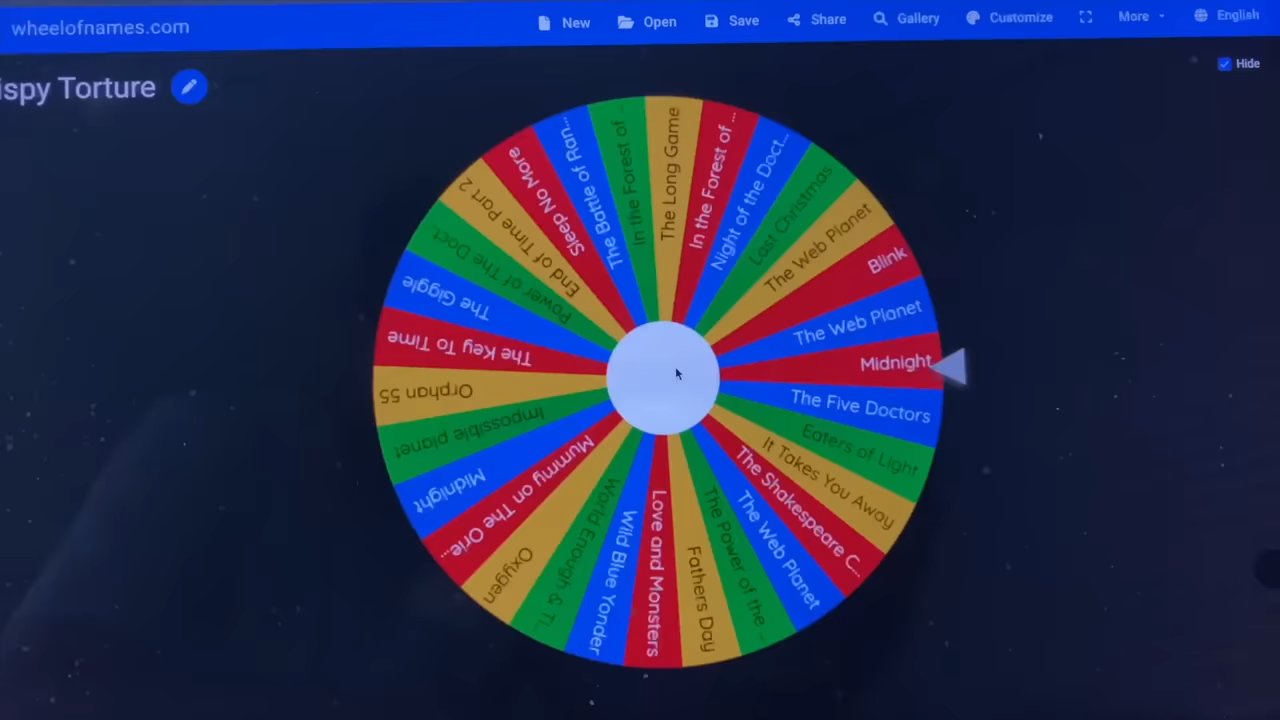 wheelofnames.com
New
Open
Save
Share
Gallery
Customize
More
English
ispy Torture
Hide
The Long Game
In the Forest of ...
Night of the Doct...
Last Christmas
The Web Planet
Blink
The Web Planet
Midnight
The Five Doctors
Eaters of Light
It Takes You Away
The Shakespeare C...
The Web Planet
The Power of the ...
Fathers Day
Love and Monsters
Wild Blue Yonder
World Enough & Ti...
Oxygen
Mummy on The Orie...
Midnight
Impossible planet
Orphan 55
The Key To Time
The Giggle
Power of The Doct...
End of Time Part 2
Sleep No More
The Battle of Ran...
In the Forest of ...